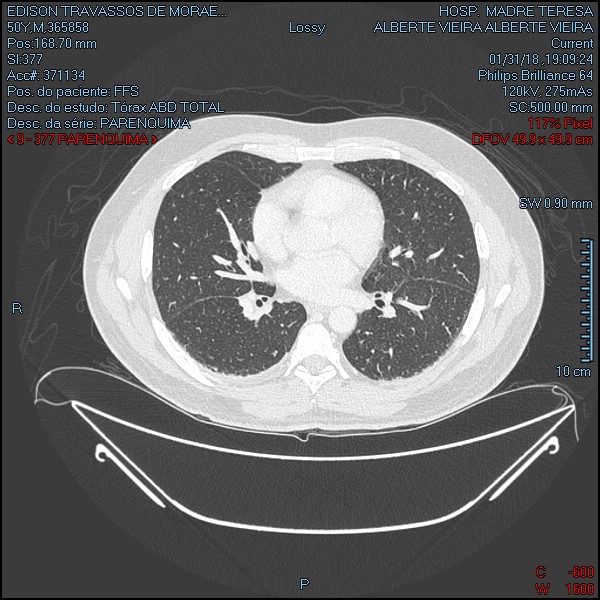 EDISON TRAVASSOS DE MORAE...
50Y,M,365858
Pos:168.70 mm
SI:377
Acc#: 371134
Pos. do paciente: FFS
Desc. do estudo: Tórax ABD TOTAL
Desc. da série: PARENQUIMA
< 9 - 377 PARENQUIMA >
Lossy
HOSP. MADRE TERESA
ALBERTE VIEIRA ALBERTE VIEIRA
Current
01/31/18 ,19:09:24
Philips Brilliance 64
120kV, 275mAs
SC:500.00 mm
117% Pixel
DFOV 49.9 x 49.9 cm
SW 0.90 mm
R
10 cm
P
C -600
W 1600